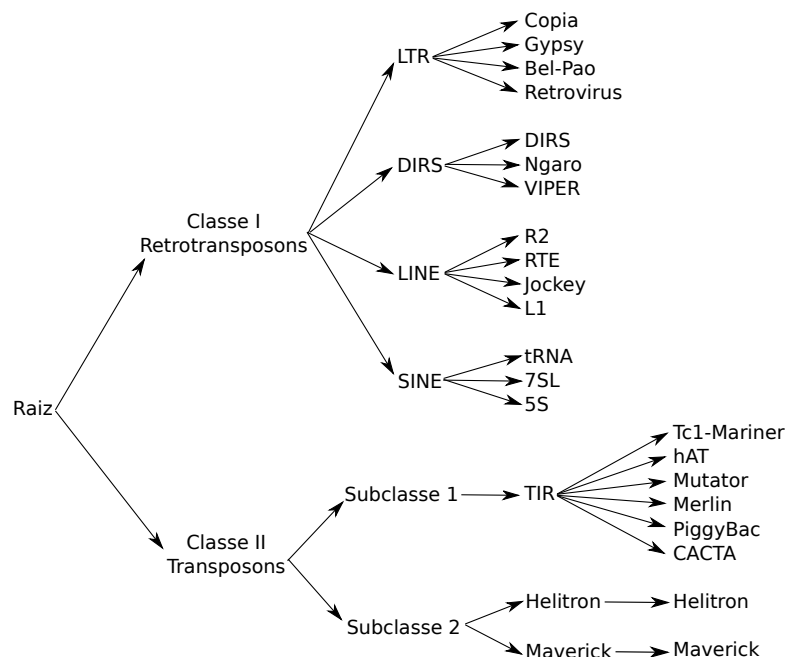 Copia
Gypsy
LTR
Bel-Pao
Retrovirus
DIRS
DIRS
Ngaro
VIPER
Classe I
Retrotransposons
R2
RTE
LINE
Jockey
L1
tRNA
SINE
7SL
5S
Raiz
Tc1-Mariner
hAT
Mutator
Subclasse 1
TIR
Merlin
PiggyBac
CACTA
Classe II
Transposons
Helitron
Helitron
Subclasse 2
Maverick
Maverick